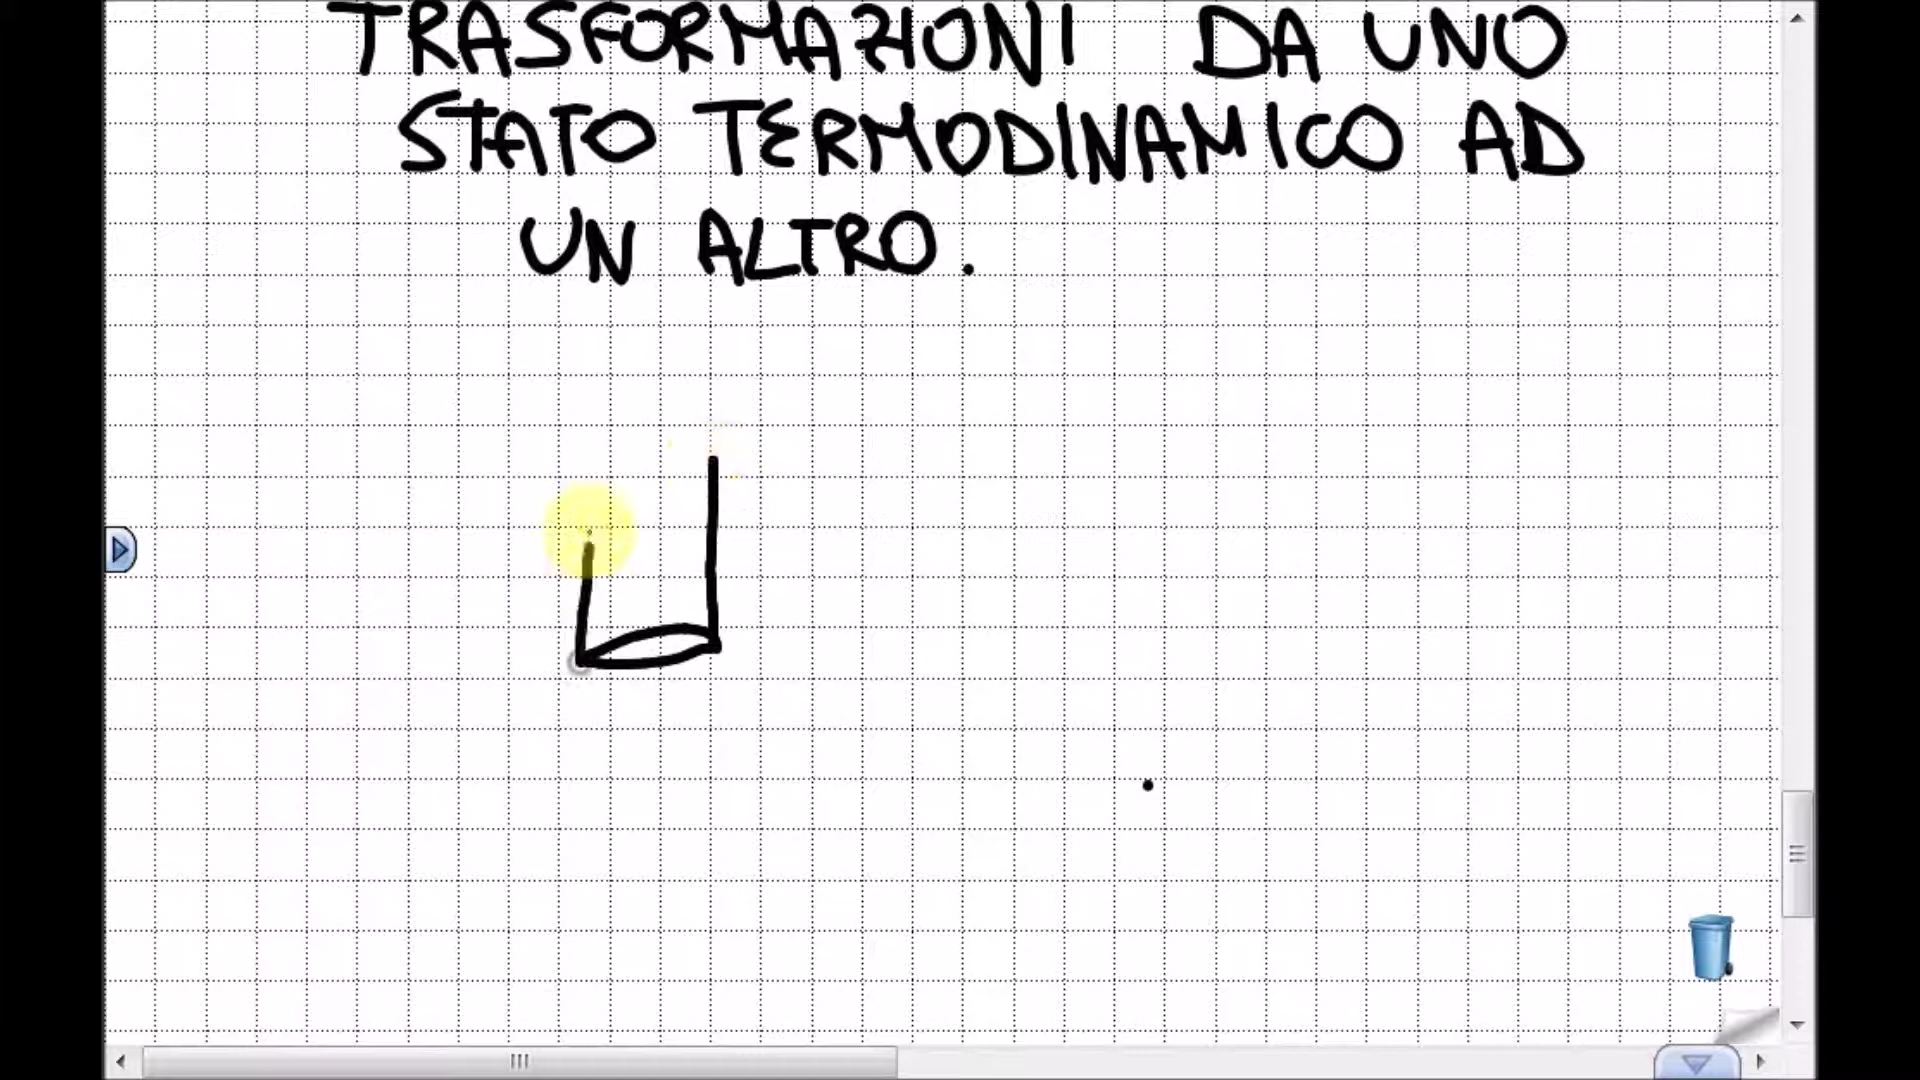 TRASFORMAZIONI DA UNO
STATO TERMODINAMICO AD
UN ALTRO.